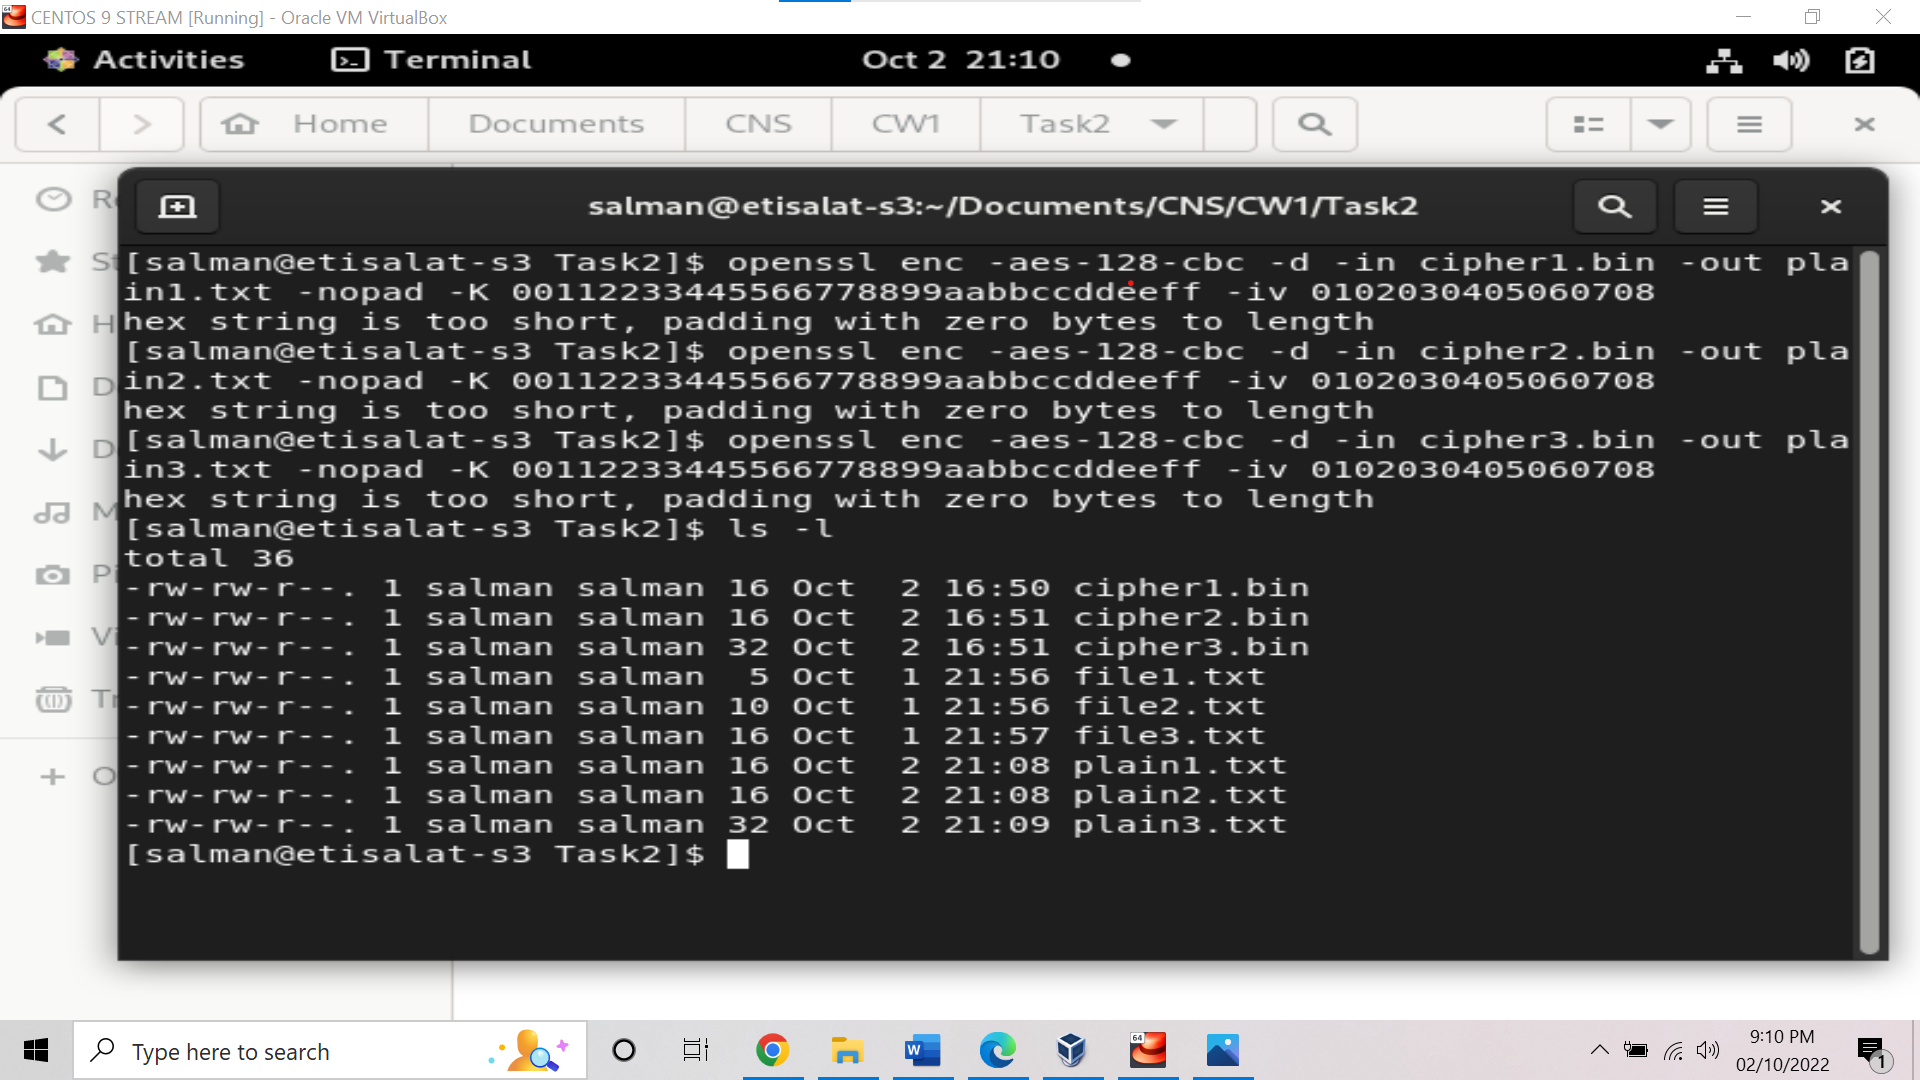 CENTOS 9 STREAM [Running] - Oracle VM VirtualBox
Activities Terminal Oct 2 21:10
Home Documents CNS CW1 Task2
salman@etisalat-s3:~/Documents/CNS/CW1/Task2
[salman@etisalat-s3 Task2]$ openssl enc -aes-128-cbc -d -in cipher1.bin -out pla
in1.txt -nopad -K 00112233445566778899aabbccddeeff -iv 0102030405060708
hex string is too short, padding with zero bytes to length
[salman@etisalat-s3 Task2]$ openssl enc -aes-128-cbc -d -in cipher2.bin -out pla
in2.txt -nopad -K 00112233445566778899aabbccddeeff -iv 0102030405060708
hex string is too short, padding with zero bytes to length
[salman@etisalat-s3 Task2]$ openssl enc -aes-128-cbc -d -in cipher3.bin -out pla
in3.txt -nopad -K 00112233445566778899aabbccddeeff -iv 0102030405060708
hex string is too short, padding with zero bytes to length
[salman@etisalat-s3 Task2]$ ls -l
total 36
-rw-rw-r--. 1 salman salman 16 Oct  2 16:50 cipher1.bin
-rw-rw-r--. 1 salman salman 16 Oct  2 16:51 cipher2.bin
-rw-rw-r--. 1 salman salman 32 Oct  2 16:51 cipher3.bin
-rw-rw-r--. 1 salman salman  5 Oct  1 21:56 file1.txt
-rw-rw-r--. 1 salman salman 10 Oct  1 21:56 file2.txt
-rw-rw-r--. 1 salman salman 16 Oct  1 21:57 file3.txt
-rw-rw-r--. 1 salman salman 16 Oct  2 21:08 plain1.txt
-rw-rw-r--. 1 salman salman 16 Oct  2 21:08 plain2.txt
-rw-rw-r--. 1 salman salman 32 Oct  2 21:09 plain3.txt
[salman@etisalat-s3 Task2]$
Type here to search
9:10 PM
02/10/2022
1